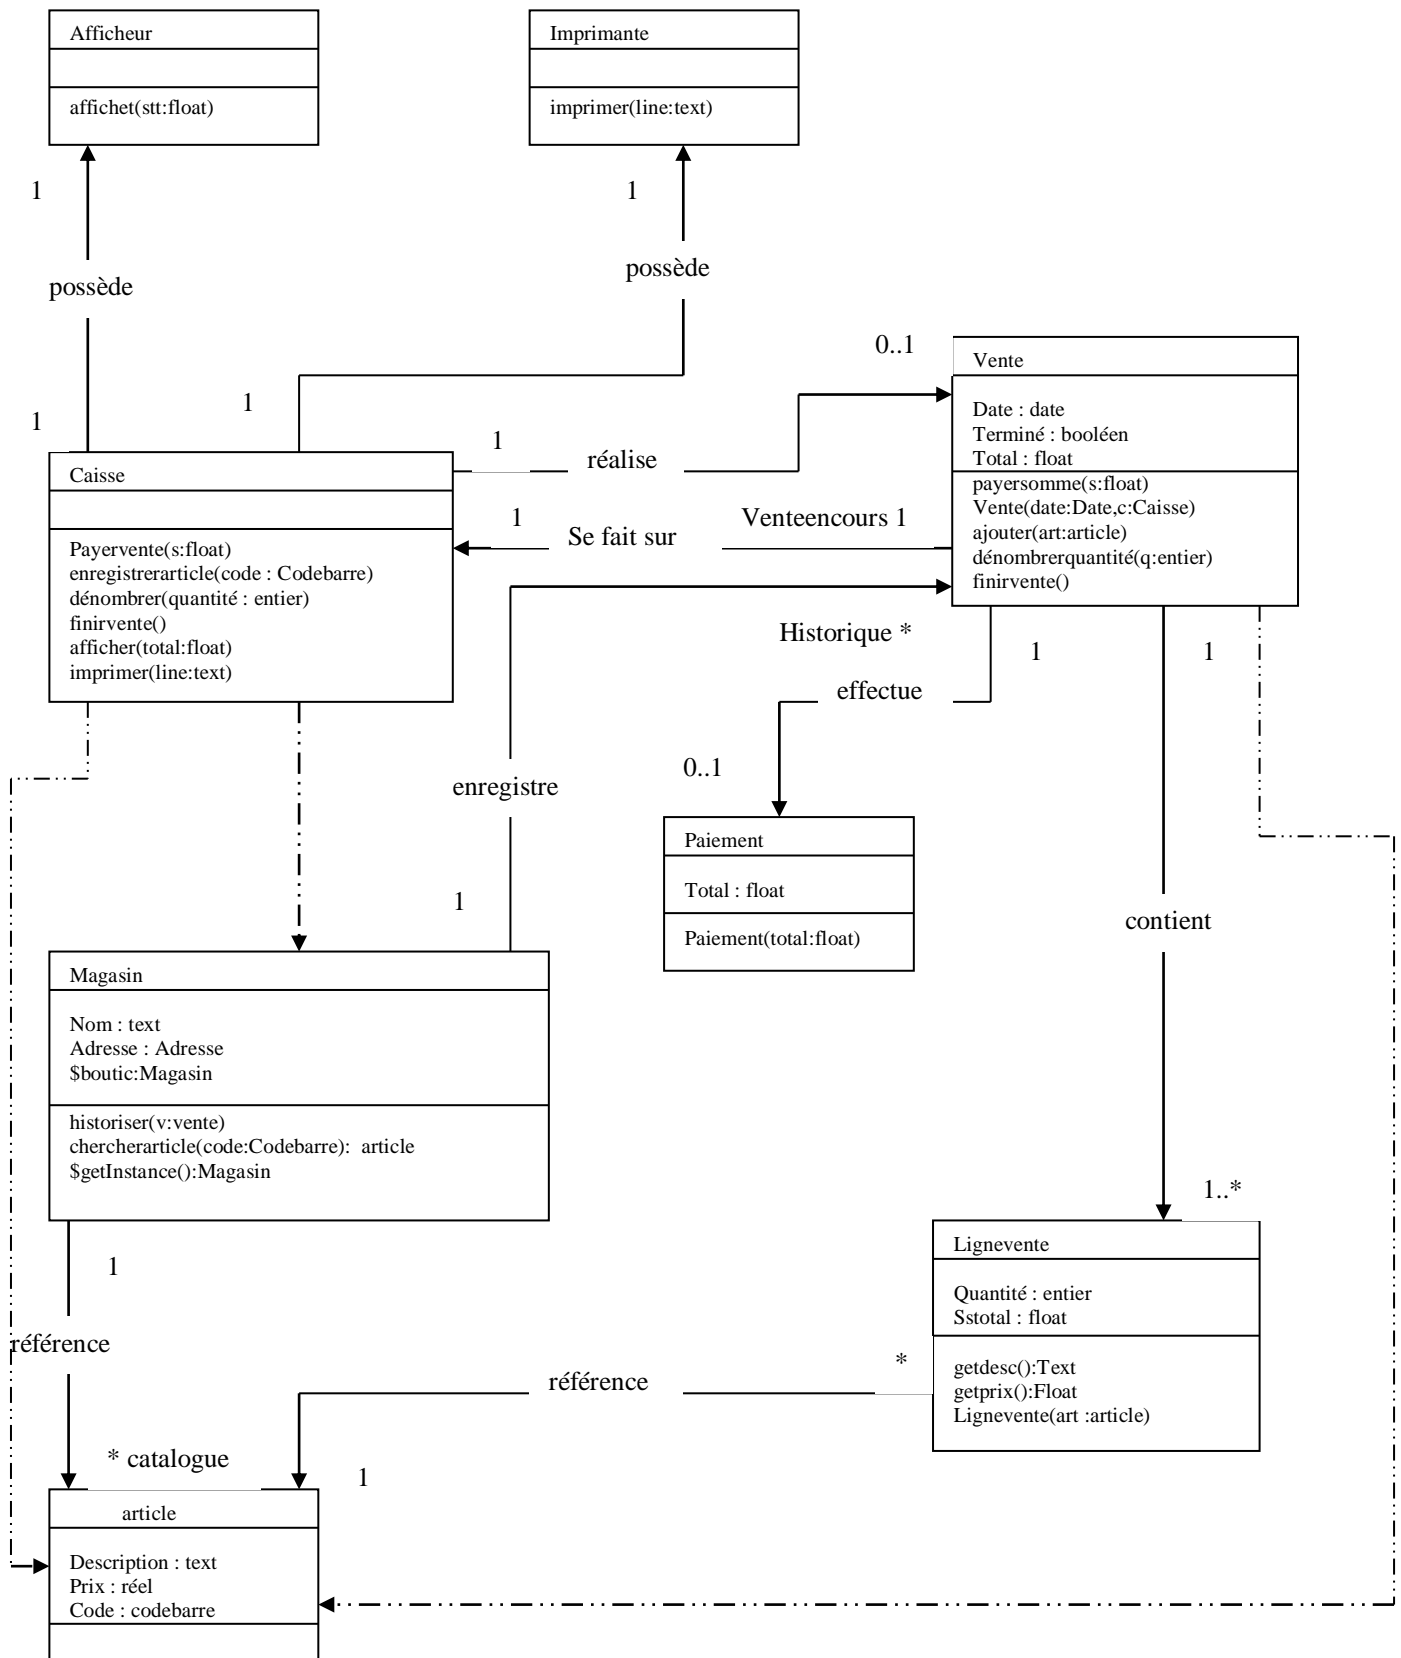 Afficheur
affichet(stt:float)
Imprimante
imprimer(line:text)
1
1
possède
possède
0..1
1
1
Vente
Date : date
Terminé : booléen
Total : float
payersomme(s:float)
Vente(date:Date,c:Caisse)
ajouter(art:article)
dénombrerquantité(q:entier)
finirvente()
1
réalise
Caisse
Payervente(s:float)
enregistrerarticle(code : Codebarre)
dénombrer(quantité : entier)
finirvente()
afficher(total:float)
imprimer(line:text)
1
Se fait sur
Venteencours 1
Historique *
1
1
effectue
0..1
enregistre
Paiement
Total : float
Paiement(total:float)
1
contient
Magasin
Nom : text
Adresse : Adresse
$boutic:Magasin
historiser(v:vente)
chercherarticle(code:Codebarre): article
$getInstance():Magasin
1..*
1
Lignevente
Quantité : entier
Sstotal : float
getdesc():Text
getprix():Float
Lignevente(art :article)
référence
*
référence
* catalogue
1
article
Description : text
Prix : réel
Code : codebarre